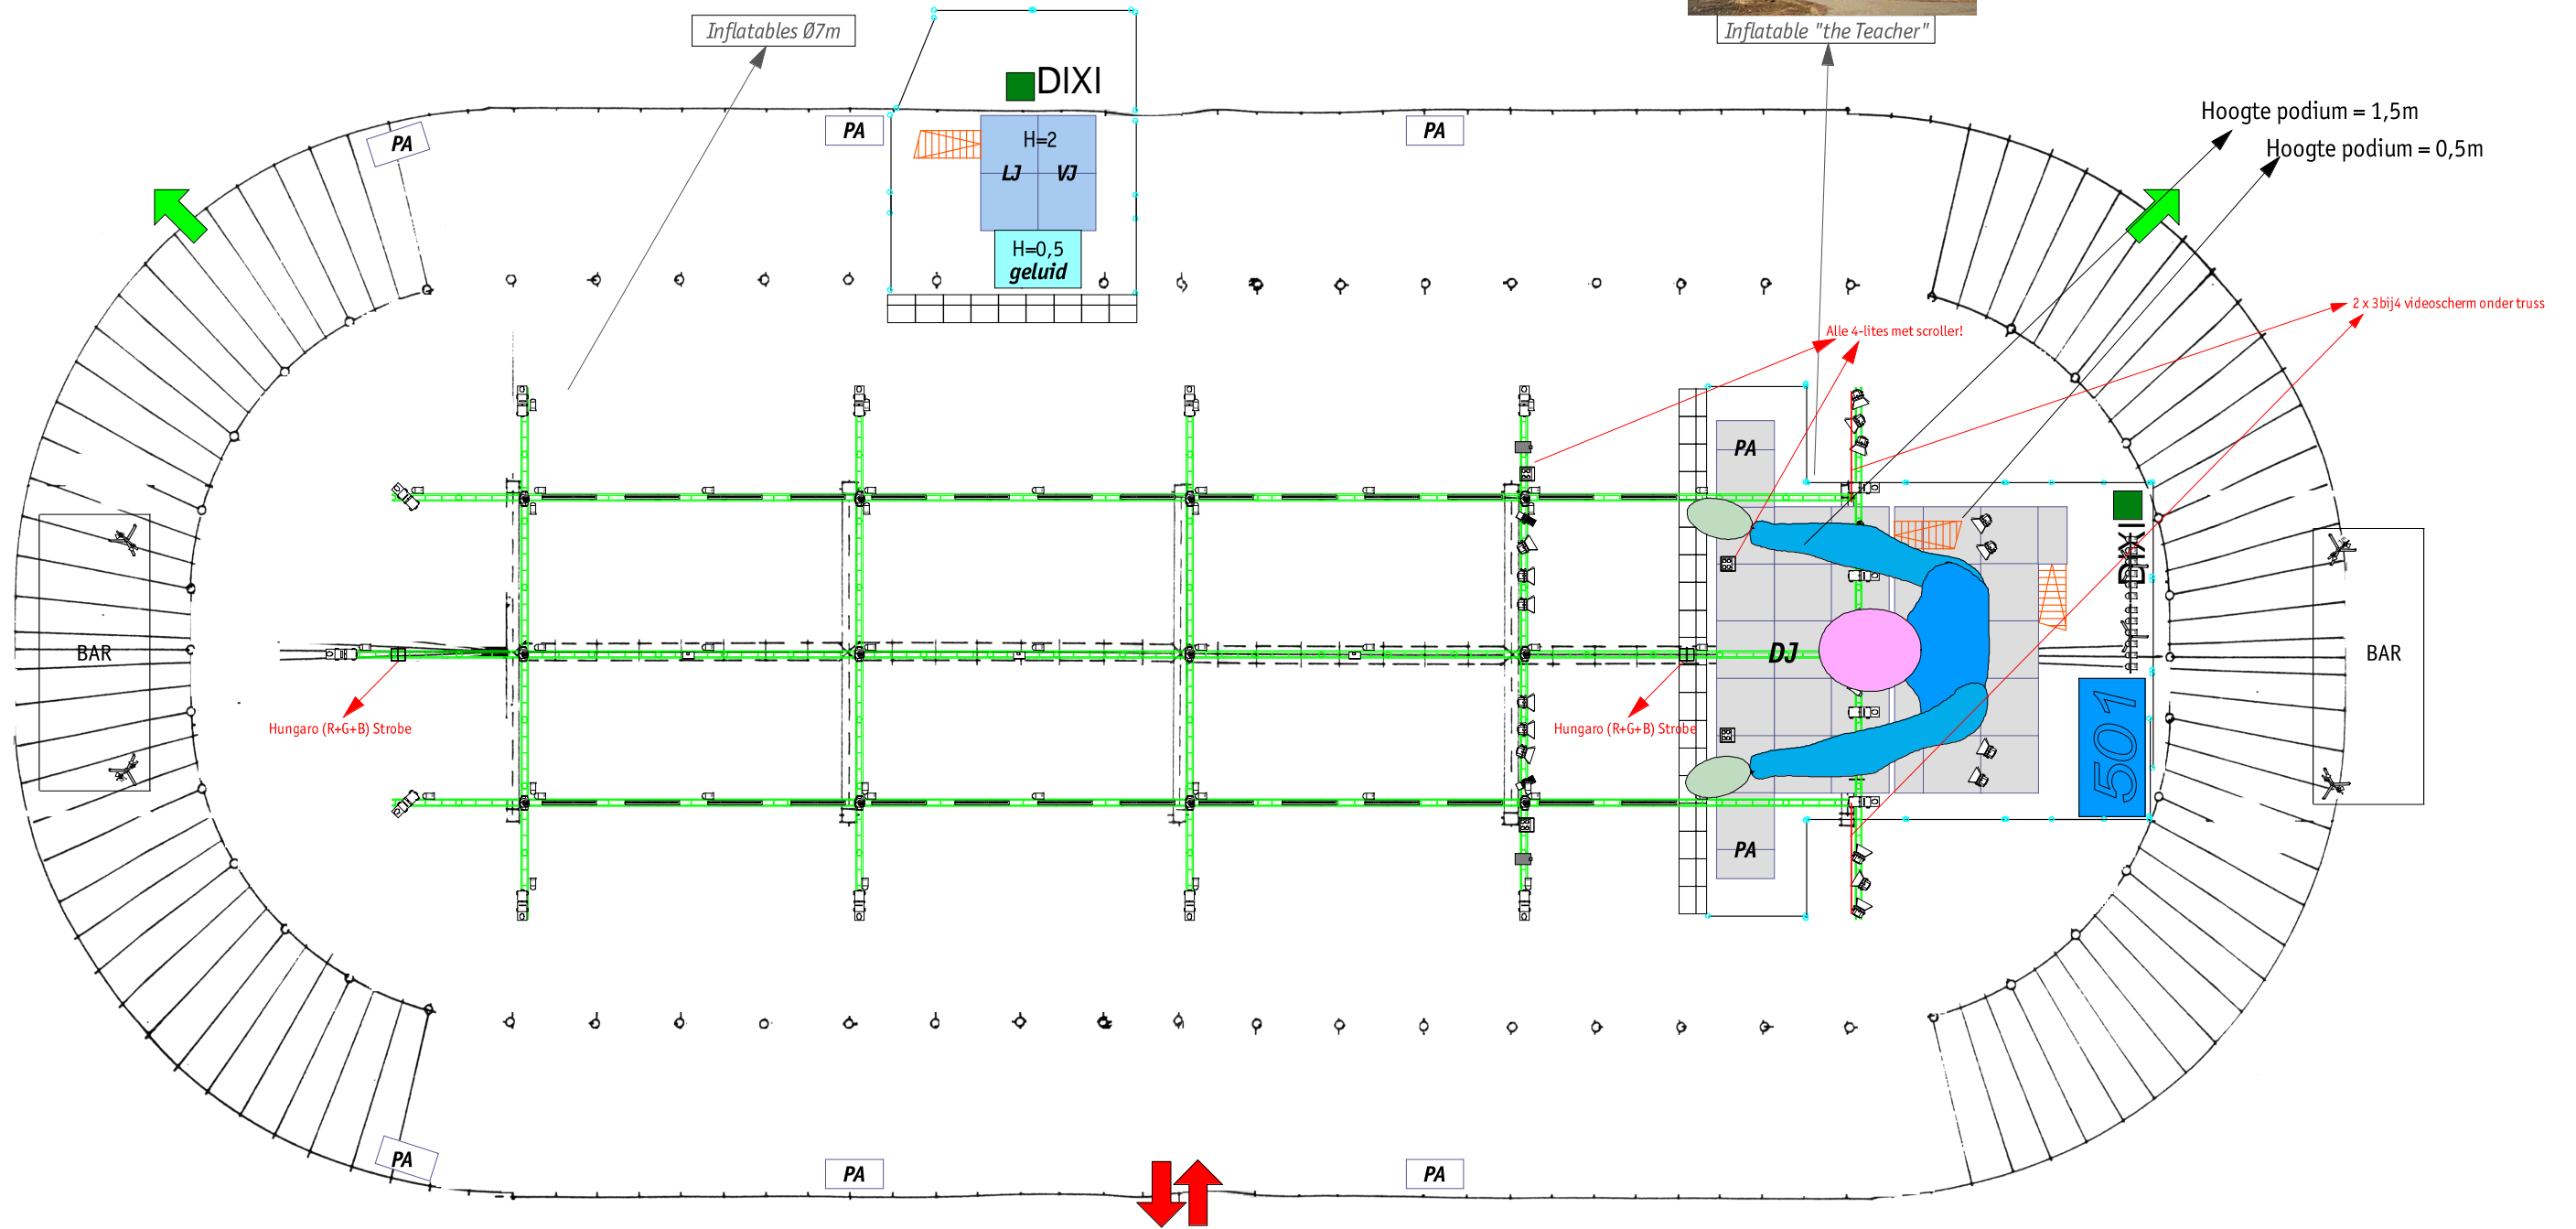 Inflatables Ø7m
Inflatable "the Teacher"
DIXI
Hoogte podium = 1,5m
Hoogte podium = 0,5m
PA
PA
PA
H=2
LJ
VJ
H=0,5
geluid
2 x 3bij4 videoscherm onder truss
Alle 4-lites met scroller!
PA
DIXI
BAR
DJ
BAR
Hungaro (R+G+B) Strobe
Hungaro (R+G+B) Strobe
501
PA
PA
PA
PA